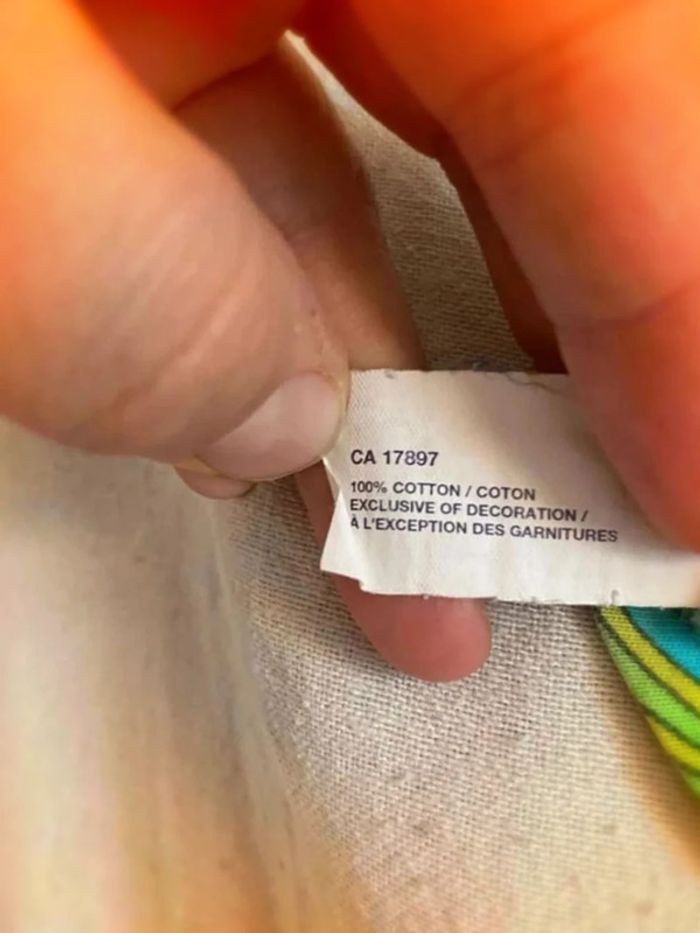 CA 17897
100% COTTON / COTON
EXCLUSIVE OF DECORATION /
À L'EXCEPTION DES GARNITURES